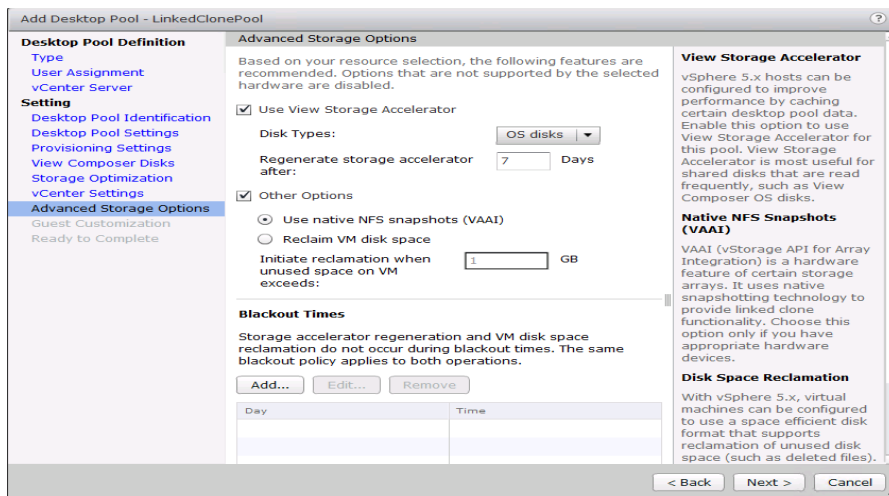 Add Desktop Pool - LinkedClonePool
?
Desktop Pool Definition
Type
User Assignment
vCenter Server
Setting
Desktop Pool Identification
Desktop Pool Settings
Provisioning Settings
View Composer Disks
Storage Optimization
vCenter Settings
Advanced Storage Options
Guest Customization
Ready to Complete
Advanced Storage Options
Based on your resource selection, the following features are
recommended. Options that are not supported by the selected
hardware are disabled.
Use View Storage Accelerator
Disk Types:
OS disks
Regenerate storage accelerator
after:
7
Days
Other Options
Use native NFS snapshots (VAAI)
Reclaim VM disk space
Initiate reclamation when
unused space on VM
exceeds:
1
GB
Blackout Times
Storage accelerator regeneration and VM disk space
reclamation do not occur during blackout times. The same
blackout policy applies to both operations.
Add...
Edit...
Remove
Day
Time
View Storage Accelerator
vSphere 5.x hosts can be
configured to improve
performance by caching
certain desktop pool data.
Enable this option to use
View Storage Accelerator for
this pool. View Storage
Accelerator is most useful for
shared disks that are read
frequently, such as View
Composer OS disks.
Native NFS Snapshots
(VAAI)
VAAI (vStorage API for Array
Integration) is a hardware
feature of certain storage
arrays. It uses native
snapshotting technology to
provide linked clone
functionality. Choose this
option only if you have
appropriate hardware
devices.
Disk Space Reclamation
With vSphere 5.x, virtual
machines can be configured
to use a space efficient disk
format that supports
reclamation of unused disk
space (such as deleted files).
< Back
Next >
Cancel